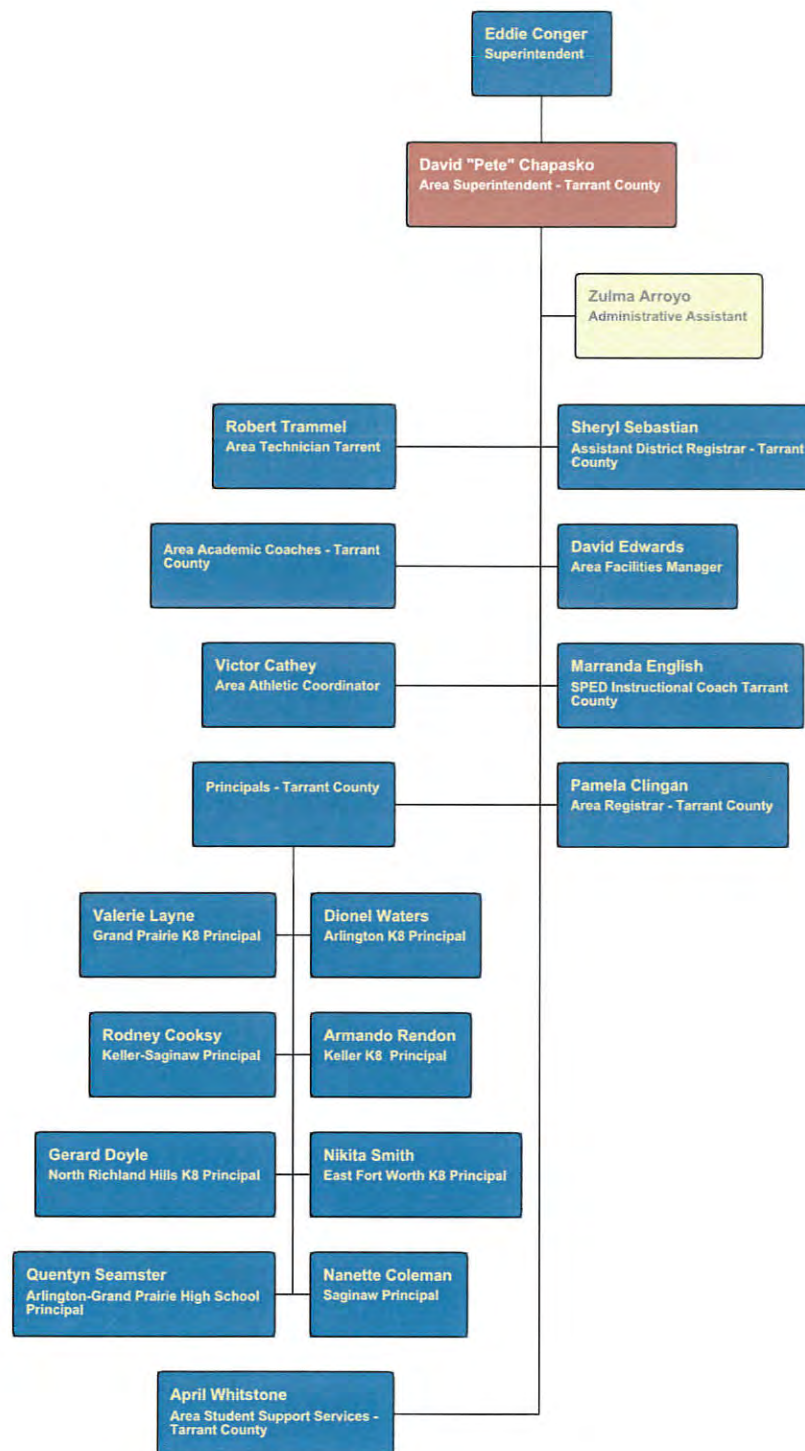 Eddie Conger
Superintendent
David "Pete" Chapasko
Area Superintendent - Tarrant County
Zulma Arroyo
Administrative Assistant
Robert Trammel
Area Technician Tarrent
Sheryl Sebastian
Assistant District Registrar - Tarrant
County
Area Academic Coaches - Tarrant
County
David Edwards
Area Facilities Manager
Victor Cathey
Area Athletic Coordinator
Marranda English
SPED Instructional Coach Tarrant
County
Principals - Tarrant County
Pamela Clingan
Area Registrar - Tarrant County
Valerie Layne
Grand Prairie K8 Principal
Dionel Waters
Arlington K8 Principal
Rodney Cooksy
Keller-Saginaw Principal
Armando Rendon
Keller K8 Principal
Gerard Doyle
North Richland Hills K8 Principal
Nikita Smith
East Fort Worth K8 Principal
Quentyn Seamster
Arlington-Grand Prairie High School
Principal
Nanette Coleman
Saginaw Principal
April Whitstone
Area Student Support Services -
Tarrant County